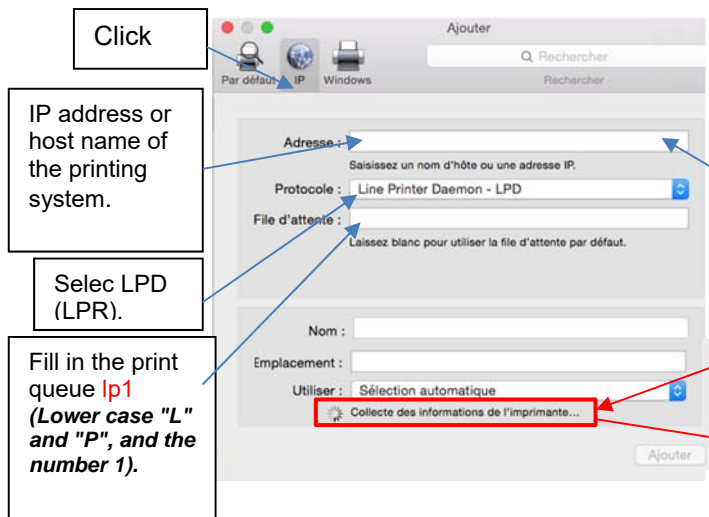 Click
IP address or
host name of
the printing
system.
Selec LPD
(LPR).
Fill in the print
queue lp1
(Lower case "L"
and "P", and the
number 1).
Ajouter
Par défaut IP Windows
Rechercher
Rechercher
Adresse :
Saisissez un nom d'hôte ou une adresse IP.
Protocole : Line Printer Daemon - LPD
File d'attente :
Laissez blanc pour utiliser la file d'attente par défaut.
Nom :
Emplacement :
Utiliser : Sélection automatique
Collecte des informations de l'imprimante...
Ajouter